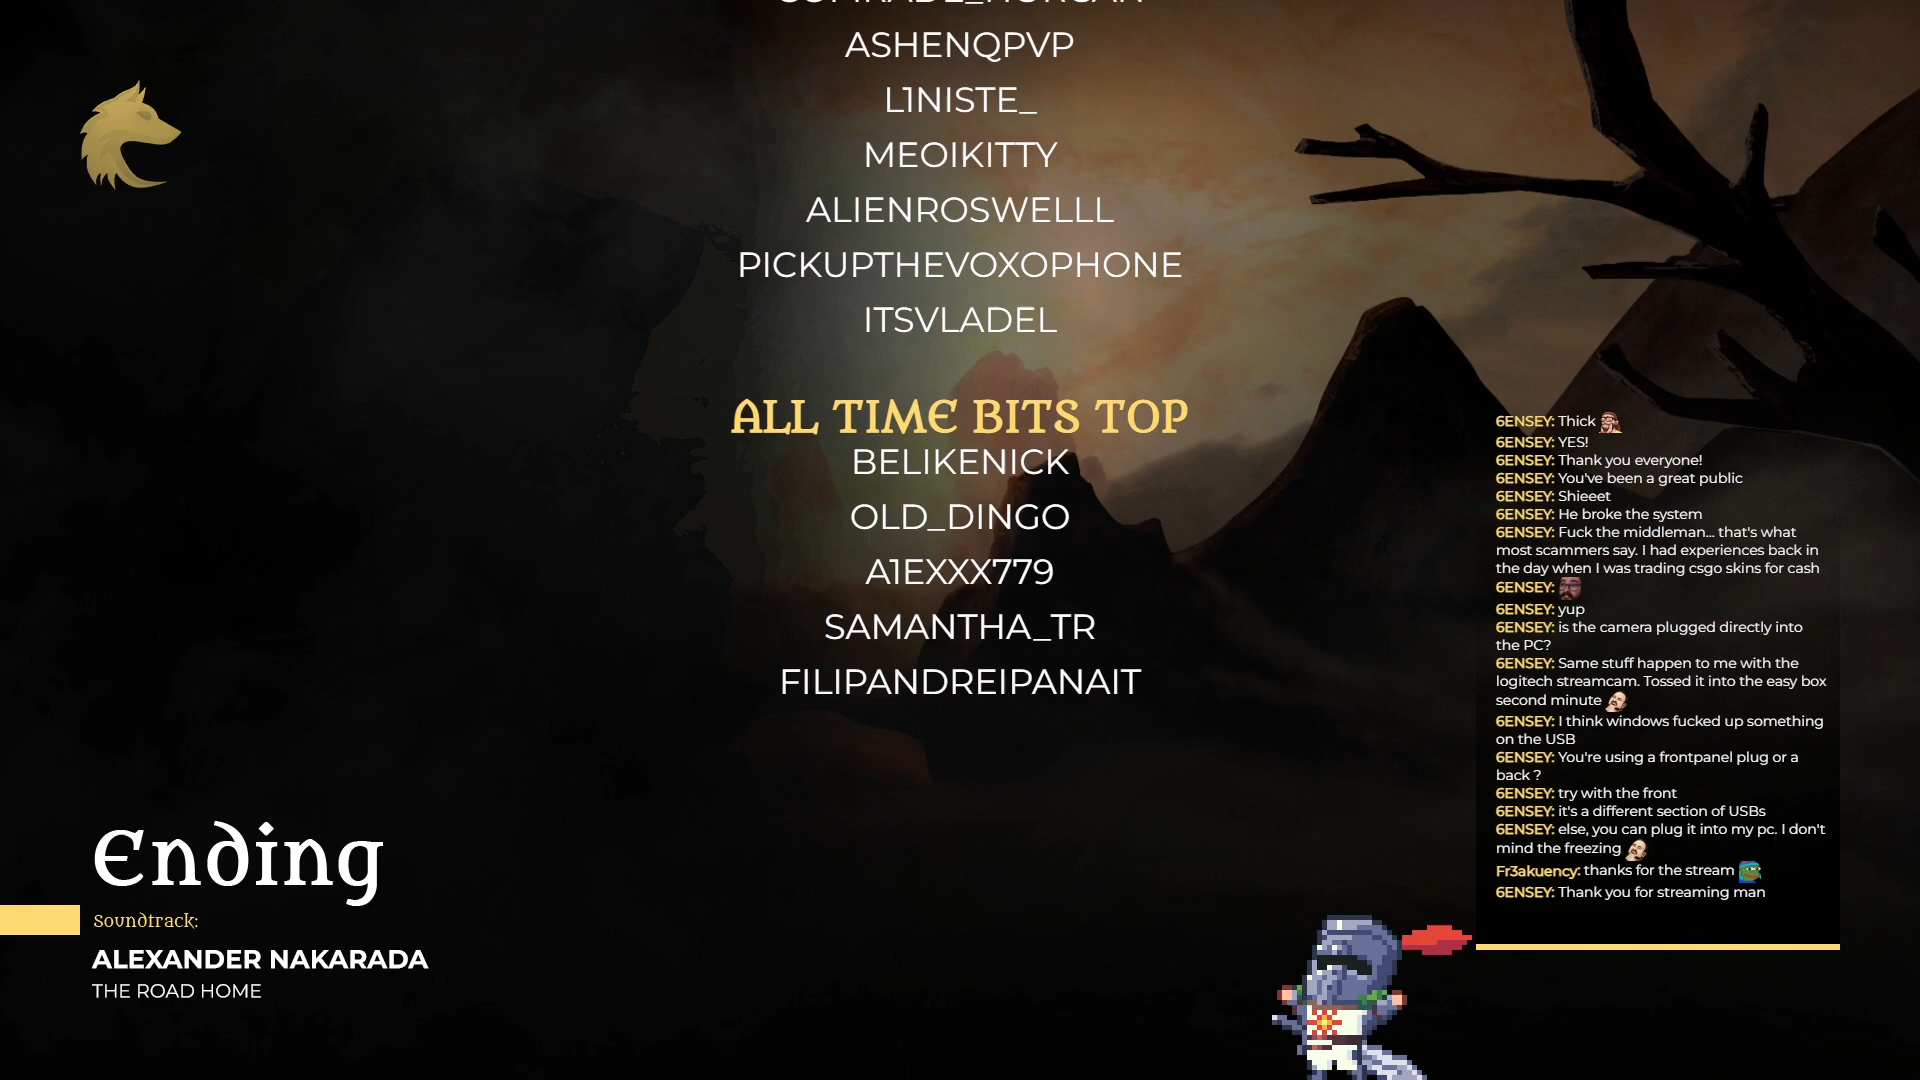 ASHENQPVP
L1NISTE_
MEOIKITTY
ALIENROSWELLL
PICKUPTHEVOXOPHONE
ITSVLADEL
ALL TIME BITS TOP
BELIKENICK
OLD_DINGO
A1EXXX779
SAMANTHA_TR
FILIPANDREIPANAIT
6ENSEY: Thick
6ENSEY: YES!
6ENSEY: Thank you everyone!
6ENSEY: You've been a great public
6ENSEY: Shieeet
6ENSEY: He broke the system
6ENSEY: Fuck the middleman... that's what
most scammers say. I had experiences back in
the day when I was trading csgo skins for cash
6ENSEY:
6ENSEY: yup
6ENSEY: is the camera plugged directly into
the PC?
6ENSEY: Same stuff happen to me with the
logitech streamcam. Tossed it into the easy box
second minute
6ENSEY: I think windows fucked up something
on the USB
6ENSEY: You're using a frontpanel plug or a
back ?
6ENSEY: try with the front
6ENSEY: it's a different section of USBs
6ENSEY: else, you can plug it into my pc. I don't
mind the freezing
Fr3akuency: thanks for the stream
6ENSEY: Thank you for streaming man
Ending
Soundtrack:
ALEXANDER NAKARADA
THE ROAD HOME